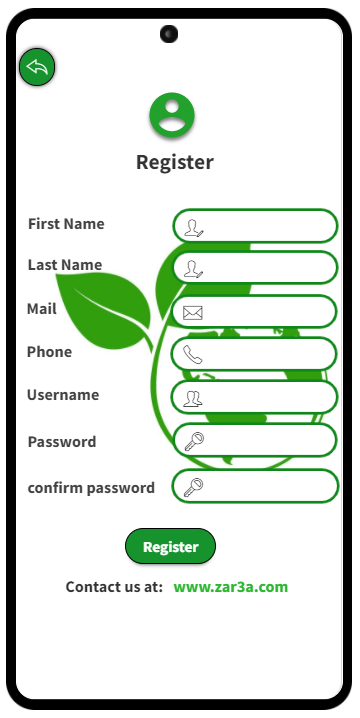 Register
First Name
Last Name
Mail
Phone
Username
Password
confirm password
Register
Contact us at: www.zar3a.com